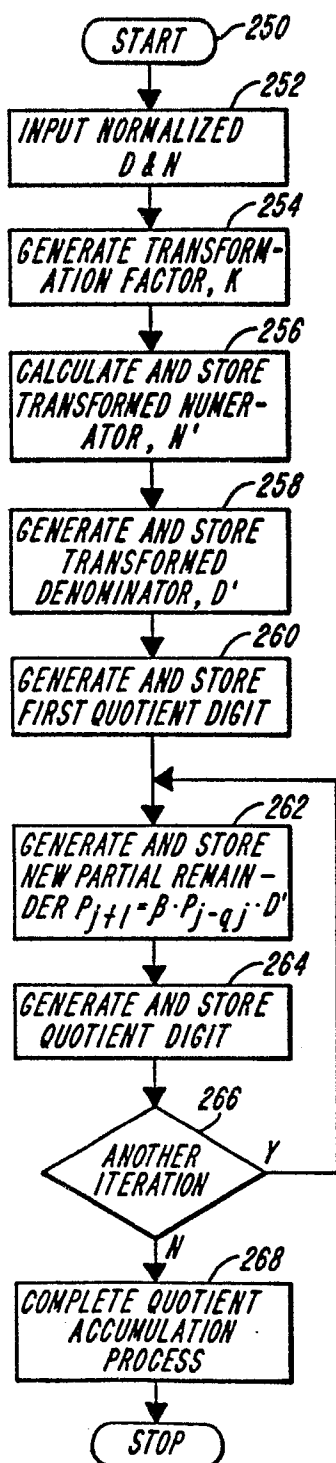 START
250
252
INPUT NORMALIZED
D & N
254
GENERATE TRANSFORM-
ATION FACTOR, K
256
CALCULATE AND STORE
TRANSFORMED NUMER-
ATOR, N'
258
GENERATE AND STORE
TRANSFORMED
DENOMINATOR, D'
260
GENERATE AND STORE
FIRST QUOTIENT DIGIT
262
GENERATE AND STORE
NEW PARTIAL REMAIN-
DER Pj+1=β·Pj-qj·D'
264
GENERATE AND STORE
QUOTIENT DIGIT
266
ANOTHER
ITERATION
Y
N
268
COMPLETE QUOTIENT
ACCUMULATION
PROCESS
STOP